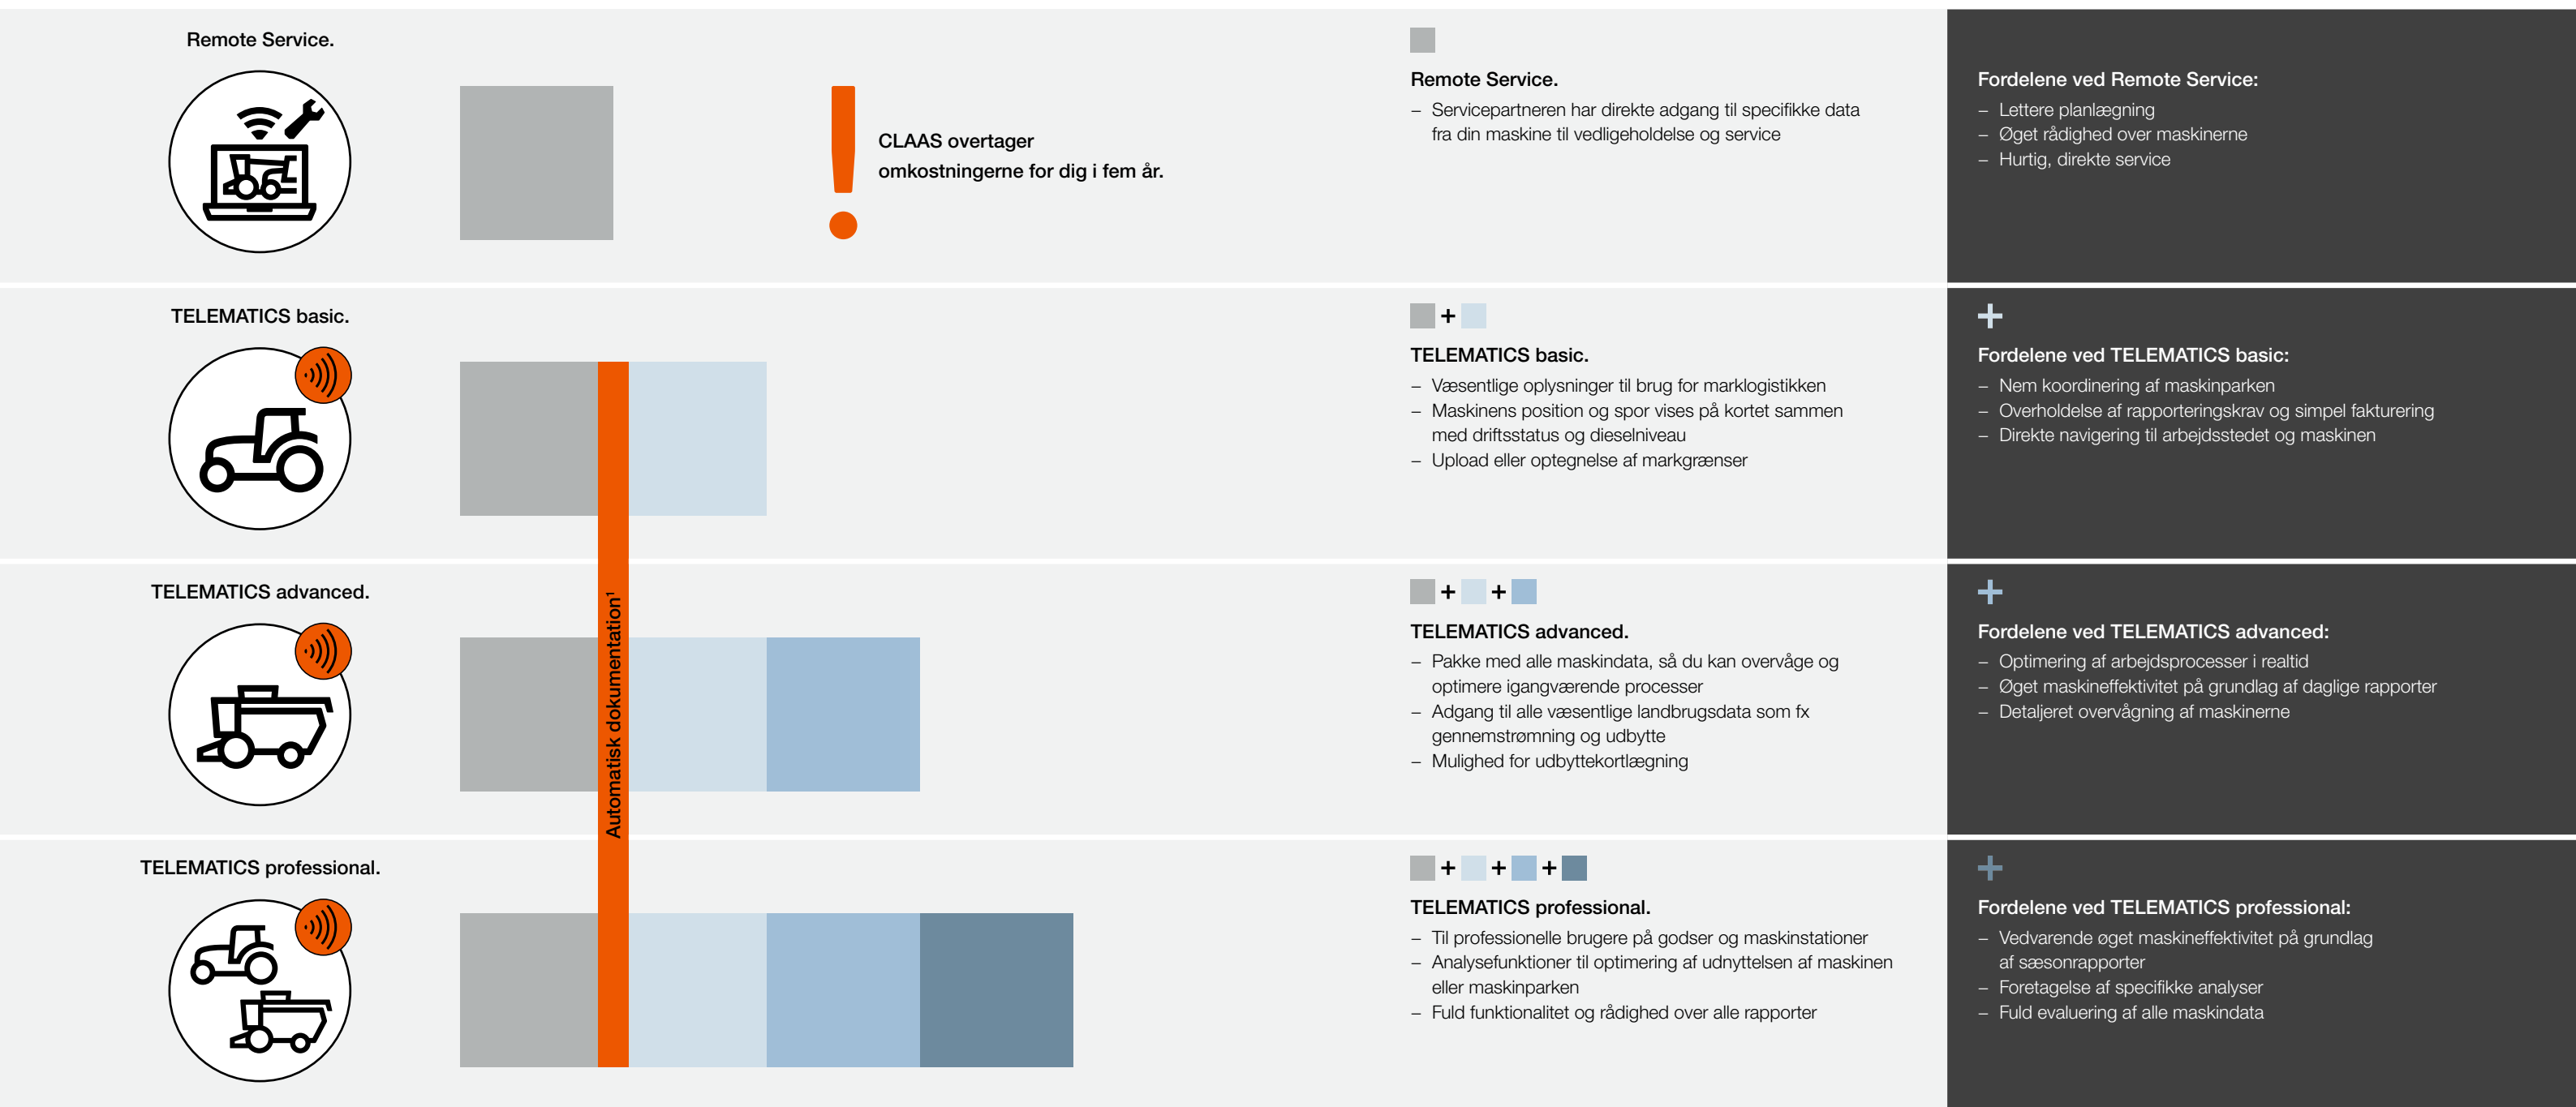 Remote Service.
CLAAS overtager
omkostningerne for dig i fem år.
Remote Service.
– Servicepartneren har direkte adgang til specifikke data
fra din maskine til vedligeholdelse og service
Fordelene ved Remote Service:
– Lettere planlægning
– Øget rådighed over maskinerne
– Hurtig, direkte service
TELEMATICS basic.
+
TELEMATICS basic.
– Væsentlige oplysninger til brug for marklogistikken
– Maskinens position og spor vises på kortet sammen
med driftsstatus og dieselniveau
– Upload eller optegnelse af markgrænser
+
Fordelene ved TELEMATICS basic:
– Nem koordinering af maskinparken
– Overholdelse af rapporteringskrav og simpel fakturering
– Direkte navigering til arbejdsstedet og maskinen
TELEMATICS advanced.
Automatisk dokumentation¹
+ +
TELEMATICS advanced.
– Pakke med alle maskindata, så du kan overvåge og
optimere igangværende processer
– Adgang til alle væsentlige landbrugsdata som fx
gennemstrømning og udbytte
– Mulighed for udbyttekortlægning
+
Fordelene ved TELEMATICS advanced:
– Optimering af arbejdsprocesser i realtid
– Øget maskineffektivitet på grundlag af daglige rapporter
– Detaljeret overvågning af maskinerne
TELEMATICS professional.
+ + +
TELEMATICS professional.
– Til professionelle brugere på godser og maskinstationer
– Analysefunktioner til optimering af udnyttelsen af maskinen
eller maskinparken
– Fuld funktionalitet og rådighed over alle rapporter
+
Fordelene ved TELEMATICS professional:
– Vedvarende øget maskineffektivitet på grundlag
af sæsonrapporter
– Foretagelse af specifikke analyser
– Fuld evaluering af alle maskindata